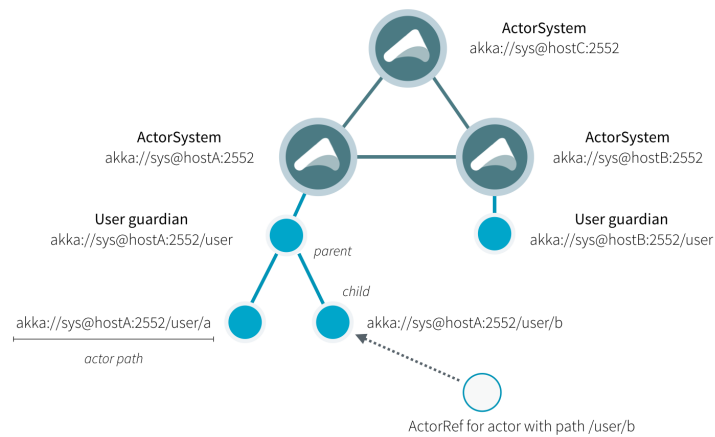 ActorSystem
akka://sys@hostC:2552
ActorSystem
akka://sys@hostA:2552
ActorSystem
akka://sys@hostB:2552
User guardian
akka://sys@hostA:2552/user
User guardian
akka://sys@hostB:2552/user
parent
child
akka://sys@hostA:2552/user/a
akka://sys@hostA:2552/user/b
actor path
ActorRef for actor with path /user/b